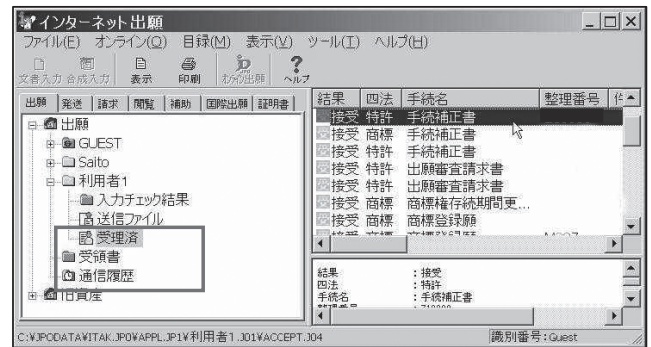 インターネット出願
ファイル(F) オンライン(O) 目録(M) 表示(V) ツール(T) ヘルプ(H)
文書入力 合成入力 表示 印刷 オンライン出願 ヘルプ
出願 発送 請求 閲覧 補助 国際出願 証明書
出願
GUEST
Saito
利用者1
入力チェック結果
送信ファイル
受理済
受領書
通信履歴
旧資産
結果 四法 手続名 整理番号
接受 特許 手続補正書
接受 商標 手続補正書
接受 特許 手続補正書
接受 特許 出願審査請求書
接受 特許 出願審査請求書
接受 商標 商標権存続期間更...
接受 商標 商標登録願
結果 : 接受
四法 : 特許
手続名 : 手続補正書
C:¥JPODATA¥ITAK.JP0¥APPL.JP1¥利用者1.J01¥ACCEPT.J04 識別番号:Guest